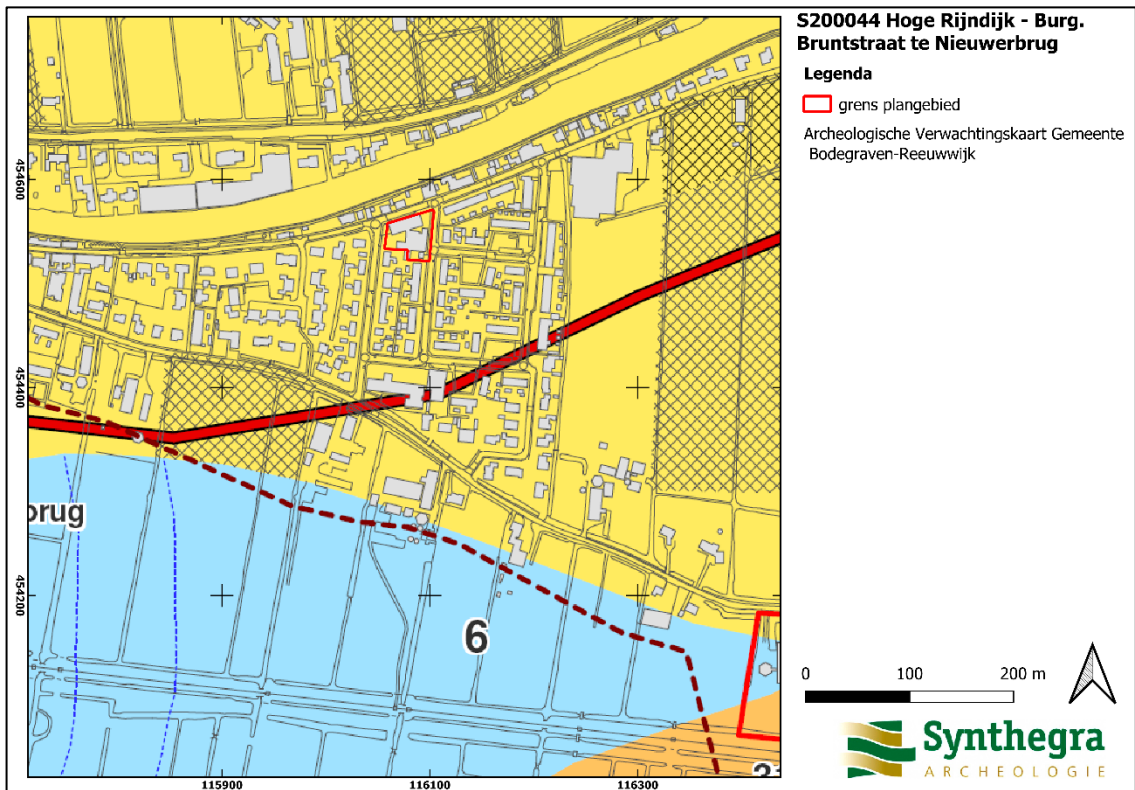 S200044 Hoge Rijndijk - Burg.
Bruntstraat te Nieuwerbrug
Legenda
grens plangebied
Archeologische Verwachtingskaart Gemeente
Bodegraven-Reeuwwijk
454600
454400
454200
brug
6
115900
116100
116300
0 100 200 m
Synthegra
ARCHEOLOGIE